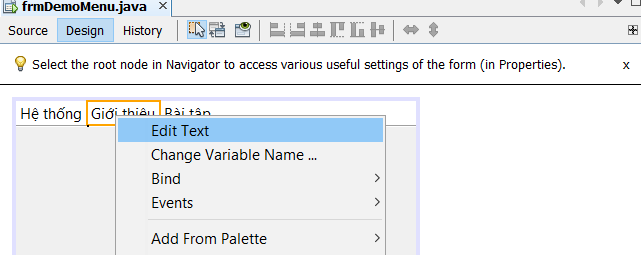 frmDemoMenu.java x
Source Design History
Select the root node in Navigator to access various useful settings of the form (in Properties). x
Hệ thống Giới thiệu Bài tập
Edit Text
Change Variable Name ...
Bind
Events
Add From Palette